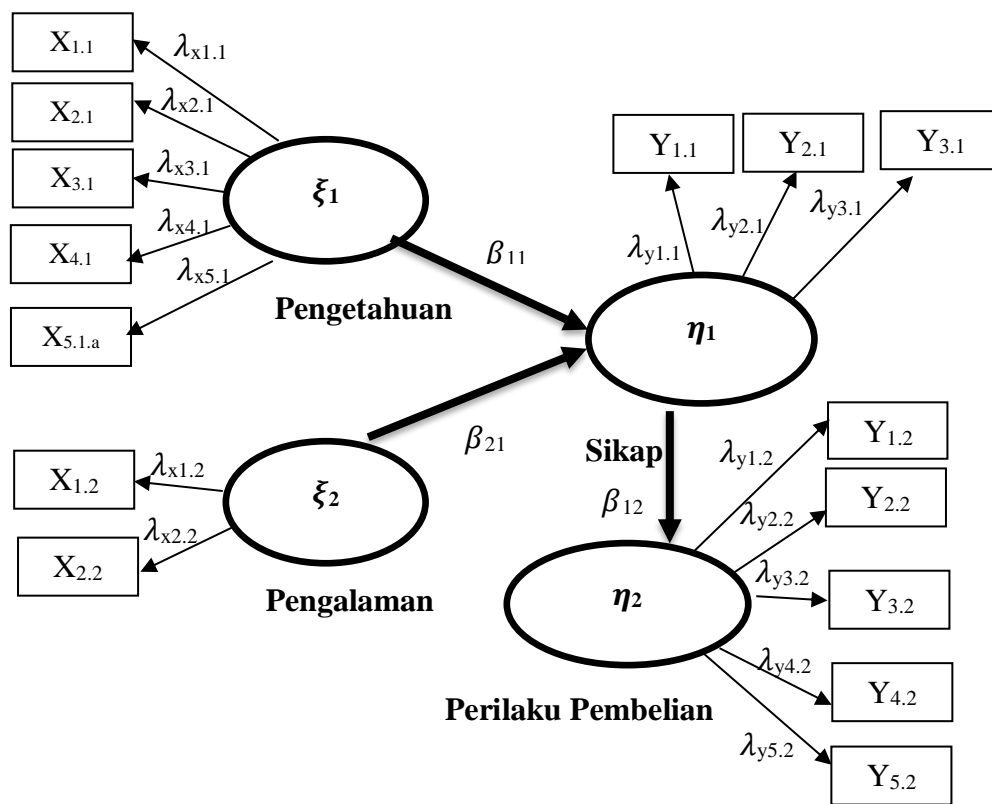 X1.1
λx1.1
X2.1
λx2.1
X3.1
λx3.1
X4.1
λx4.1
X5.1.a
λx5.1
ξ1
Pengetahuan
β11
Y1.1
Y2.1
Y3.1
λy1.1
λy2.1
λy3.1
η1
Sikap
X1.2
λx1.2
X2.2
λx2.2
ξ2
Pengalaman
β21
β12
η2
Perilaku Pembelian
λy1.2
Y1.2
λy2.2
Y2.2
λy3.2
Y3.2
λy4.2
Y4.2
λy5.2
Y5.2